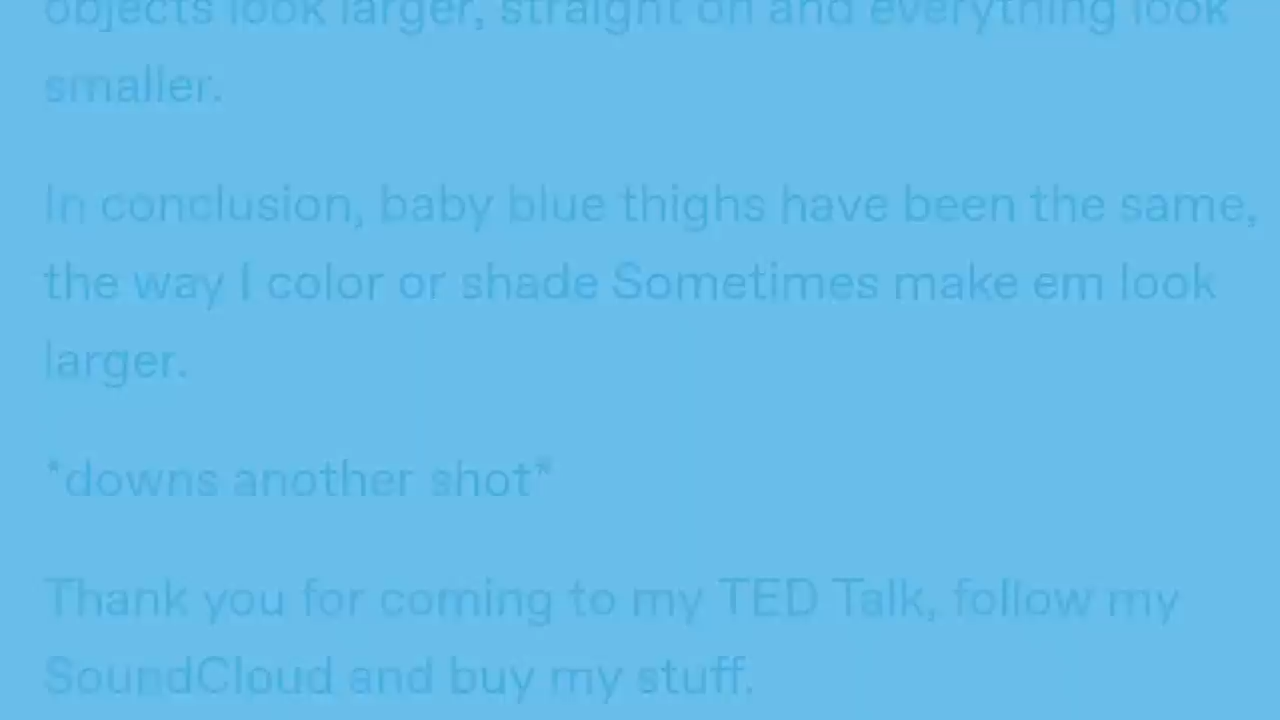 objects look larger, straight on and everything look
smaller.
In conclusion, baby blue thighs have been the same,
the way I color or shade Sometimes make em look
larger.
*downs another shot*
Thank you for coming to my TED Talk, follow my
SoundCloud and buy my stuff.